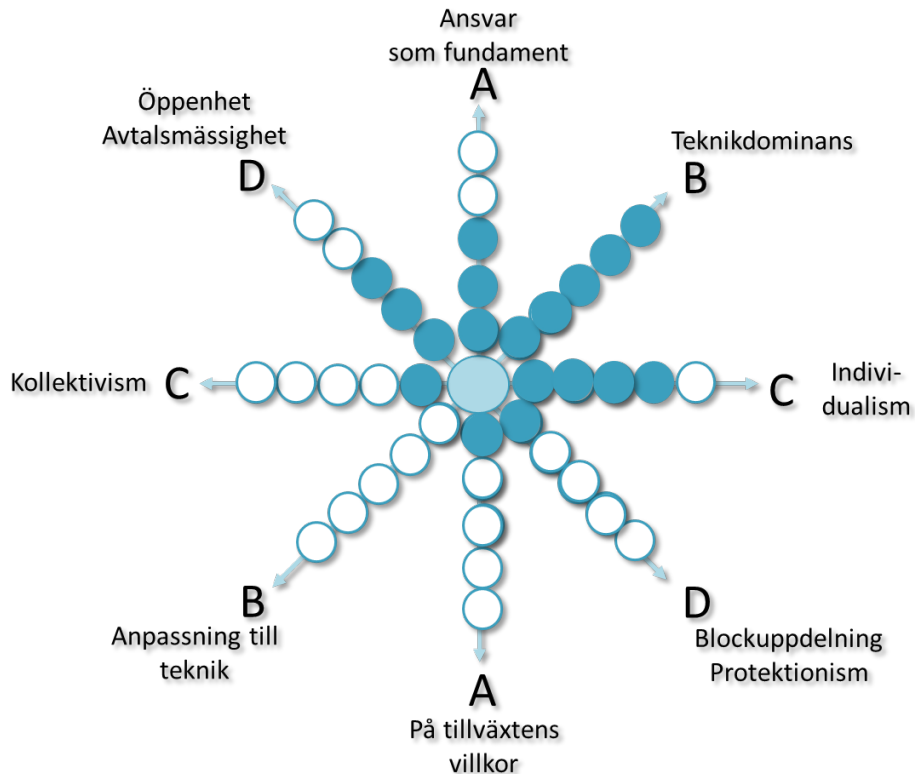 Ansvar
som fundament
A
Öppenhet
Avtalsmässighet
D
Teknikdominans
B
Kollektivism
C
C
Indivi-
dualism
B
Anpassning till
teknik
D
Blockuppdelning
Protektionism
A
På tillväxtens
villkor